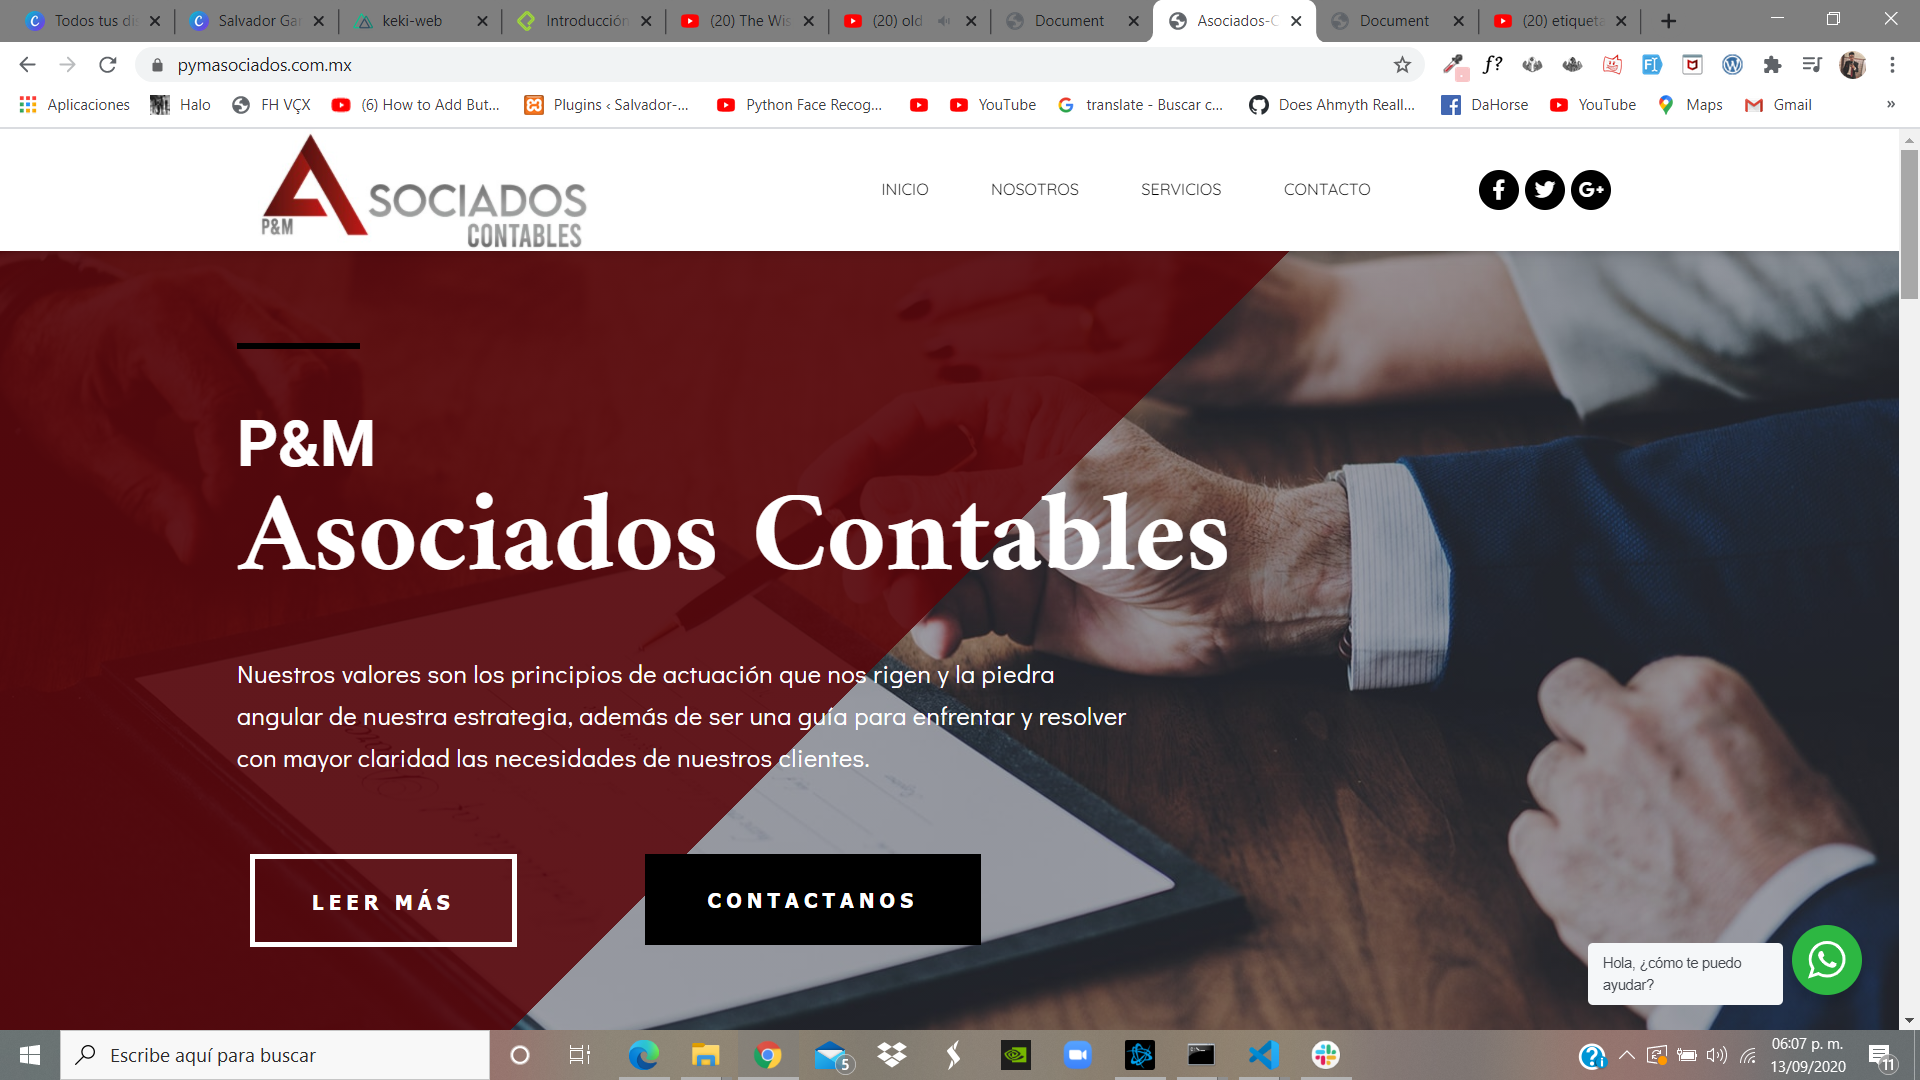 Todos tus di
Salvador Gar
keki-web
Introducción
(20) The Wis
(20) old
Document
Asociados-C
Document
(20) etiqueta
pymasociados.com.mx
f?
Aplicaciones
Halo
FH VÇX
(6) How to Add But...
Plugins ‹ Salvador-...
Python Face Recog...
YouTube
translate - Buscar c...
Does Ahmyth Reall...
DaHorse
YouTube
Maps
Gmail
»
ASOCIADOS
P&M
CONTABLES
INICIO
NOSOTROS
SERVICIOS
CONTACTO
P&M
Asociados Contables
Nuestros valores son los principios de actuación que nos rigen y la piedra
angular de nuestra estrategia, además de ser una guía para enfrentar y resolver
con mayor claridad las necesidades de nuestros clientes.
LEER MÁS
CONTACTANOS
Hola, ¿cómo te puedo
ayudar?
Escribe aquí para buscar
5
06:07 p. m.
13/09/2020
11